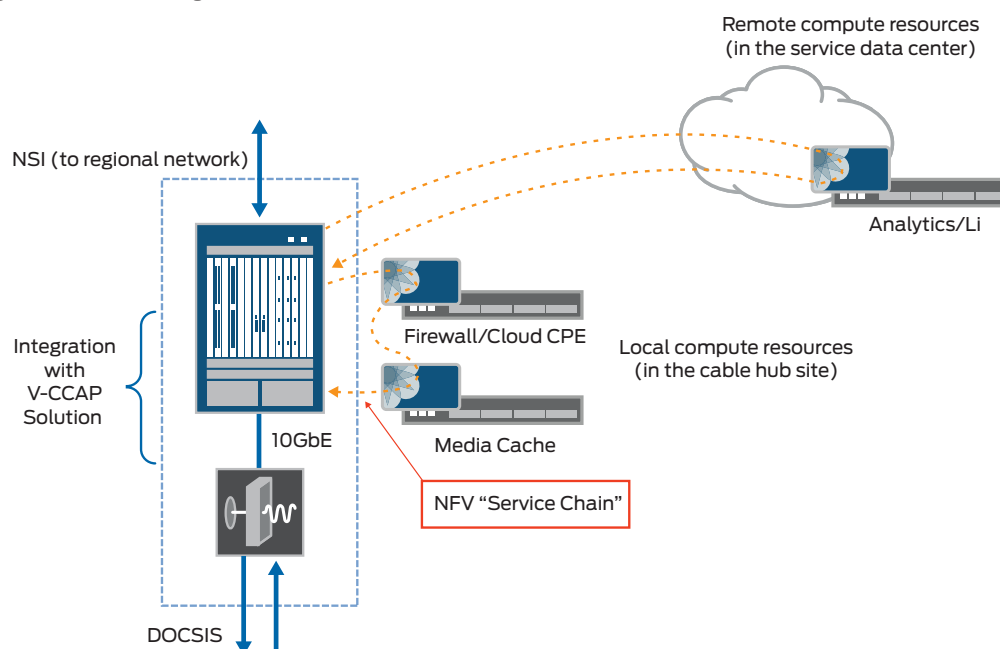 Remote compute resources
(in the service data center)
NSI (to regional network)
Analytics/Li
Firewall/Cloud CPE
Integration
with
V-CCAP
Solution
Local compute resources
(in the cable hub site)
10GbE
Media Cache
NFV “Service Chain”
DOCSIS